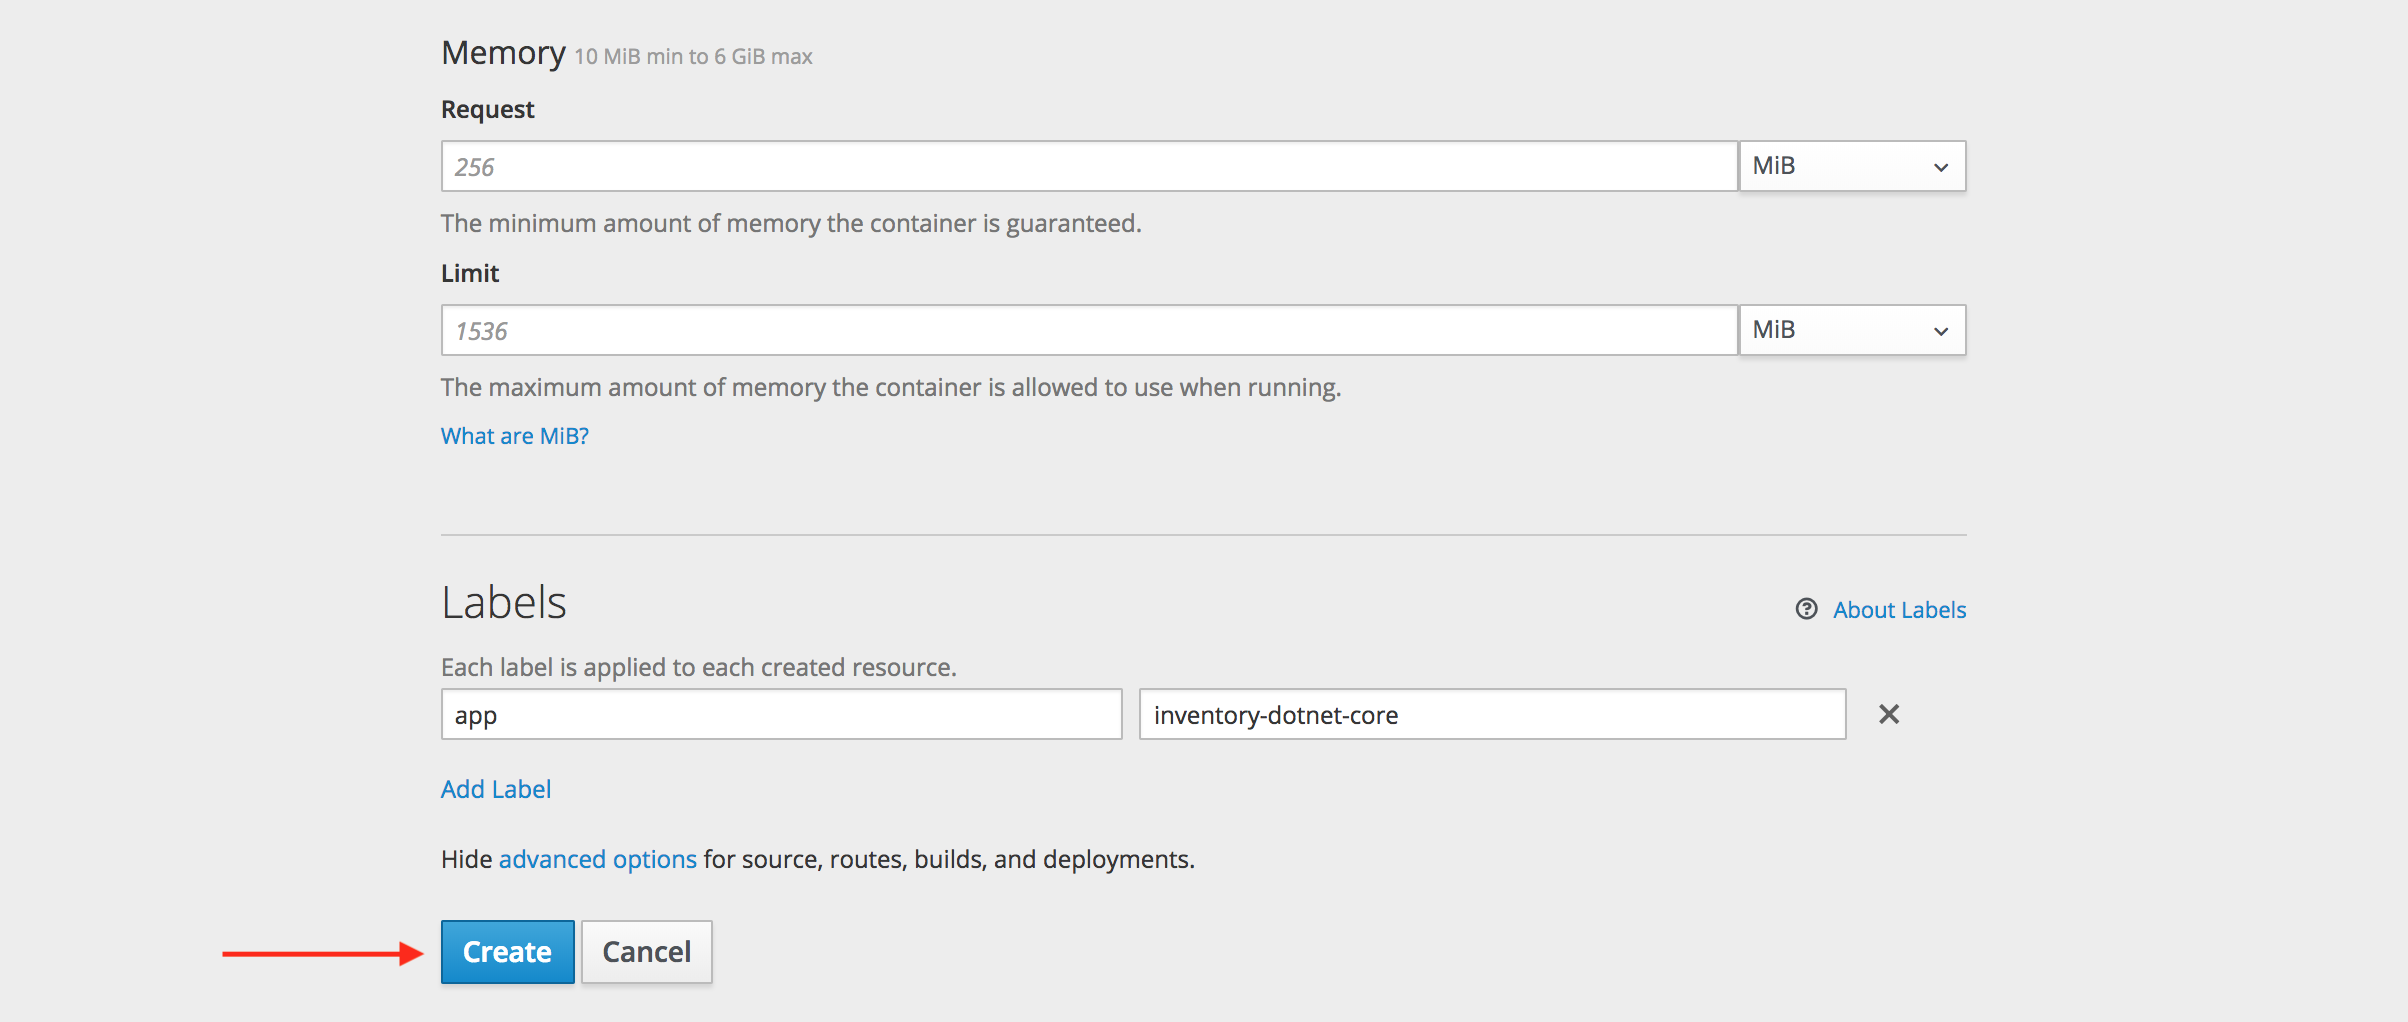 Memory 10 MiB min to 6 GiB max
Request
256 MiB
The minimum amount of memory the container is guaranteed.
Limit
1536 MiB
The maximum amount of memory the container is allowed to use when running.
What are MiB?
Labels
About Labels
Each label is applied to each created resource.
app inventory-dotnet-core
Add Label
Hide advanced options for source, routes, builds, and deployments.
Create Cancel